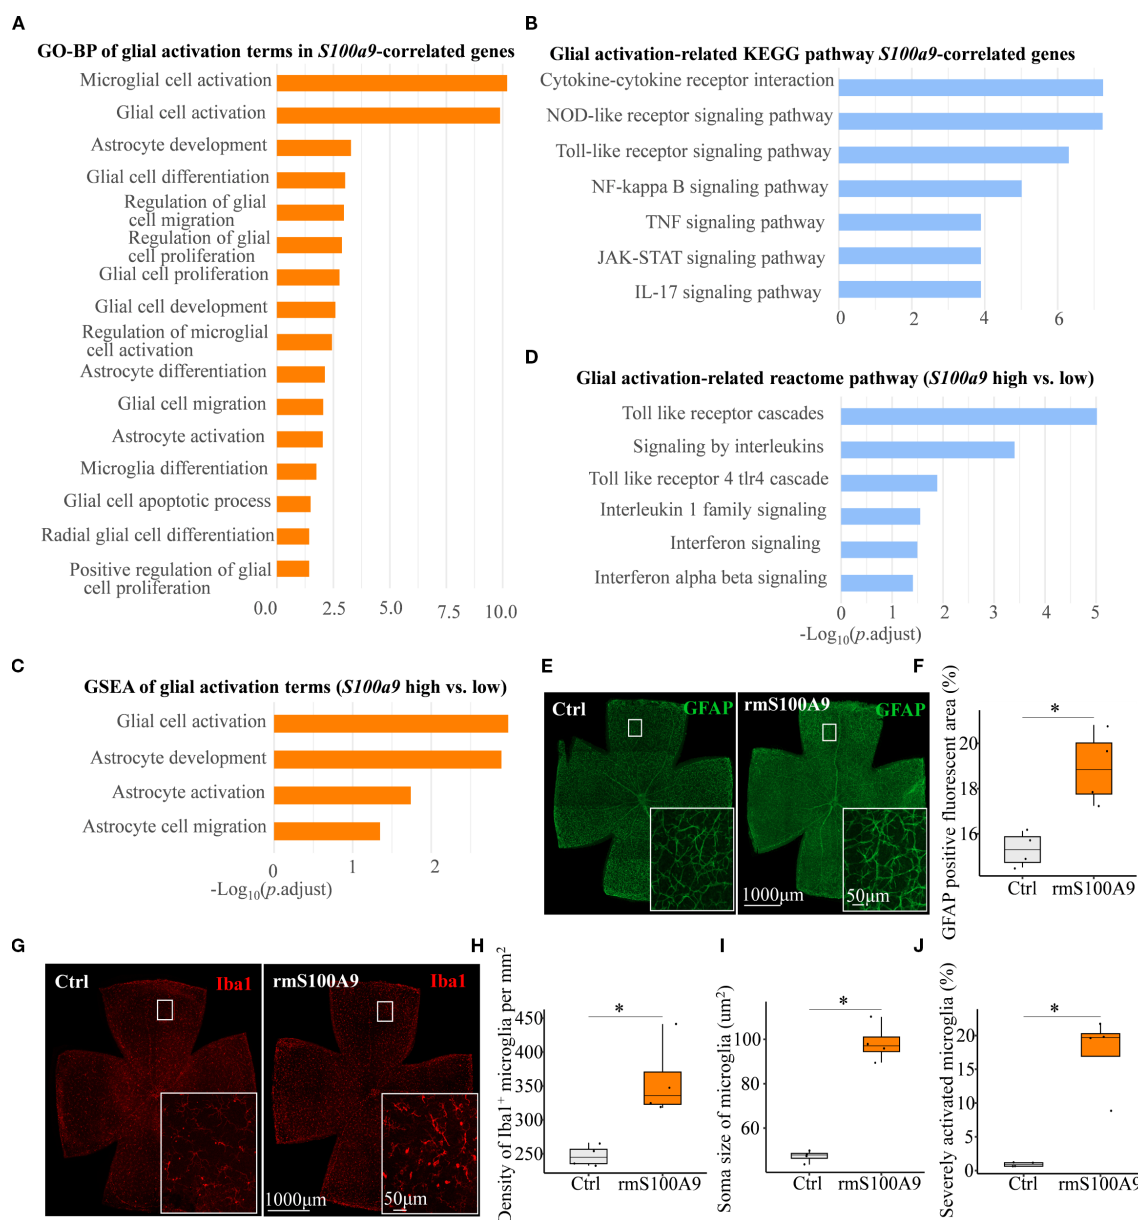 A
GO-BP of glial activation terms in S100a9-correlated genes
Microglial cell activation
Glial cell activation
Astrocyte development
Glial cell differentiation
Regulation of glial
cell migration
Regulation of glial
cell proliferation
Glial cell proliferation
Glial cell development
Regulation of microglial
cell activation
Astrocyte differentiation
Glial cell migration
Astrocyte activation
Microglia differentiation
Glial cell apoptotic process
Radial glial cell differentiation
Positive regulation of glial
cell proliferation
0.0 2.5 5.0 7.5 10.0
B
Glial activation-related KEGG pathway S100a9-correlated genes
Cytokine-cytokine receptor interaction
NOD-like receptor signaling pathway
Toll-like receptor signaling pathway
NF-kappa B signaling pathway
TNF signaling pathway
JAK-STAT signaling pathway
IL-17 signaling pathway
0 2 4 6
D
Glial activation-related reactome pathway (S100a9 high vs. low)
Toll like receptor cascades
Signaling by interleukins
Toll like receptor 4 tlr4 cascade
Interleukin 1 family signaling
Interferon signaling
Interferon alpha beta signaling
0 1 2 3 4 5
-Log10(p.adjust)
C
GSEA of glial activation terms (S100a9 high vs. low)
Glial cell activation
Astrocyte development
Astrocyte activation
Astrocyte cell migration
0 1 2
-Log10(p.adjust)
E
Ctrl GFAP
rmS100A9 GFAP
1000μm 50μm
F
GFAP positive fluorescent area (%)
*
20
18
16
Ctrl rmS100A9
G
Ctrl Iba1
rmS100A9 Iba1
1000μm 50μm
H
Density of Iba1+ microglia per mm2
*
450
400
350
300
250
Ctrl rmS100A9
I
Soma size of microglia (um2)
*
100
80
60
Ctrl rmS100A9
J
Severely activated microglia (%)
*
20
15
10
5
0
Ctrl rmS100A9